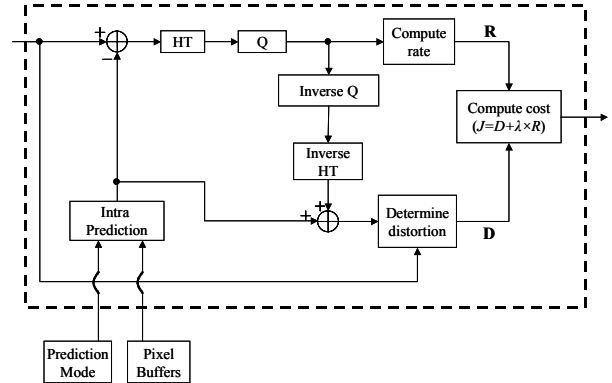 +
−
HT
Q
Compute
rate
R
Inverse Q
Compute cost
(J=D+λ×R)
Inverse
HT
Intra
Prediction
+
+
Determine
distortion
D
Prediction
Mode
Pixel
Buffers